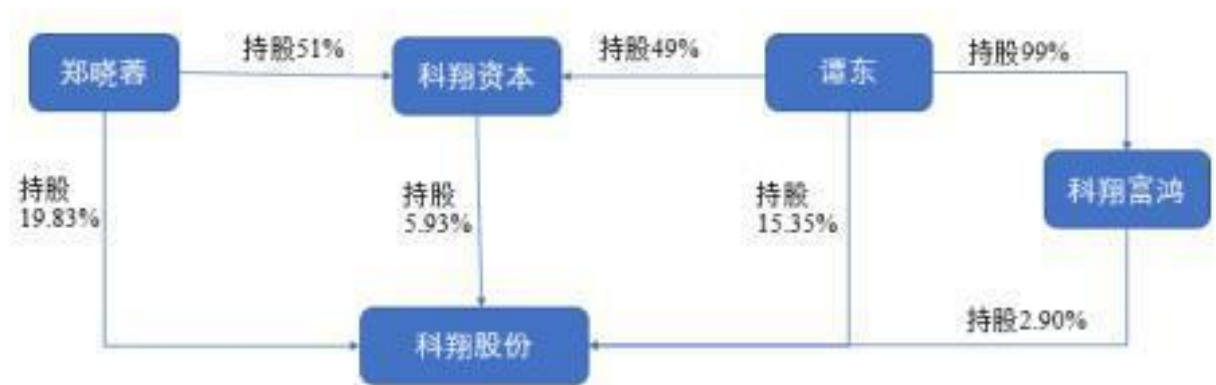 持股51%
持股49%
持股99%
郑晓蓉
科翔资本
谭东
科翔富鸿
持股
19.83%
持股
5.93%
持股
15.35%
持股2.90%
科翔股份